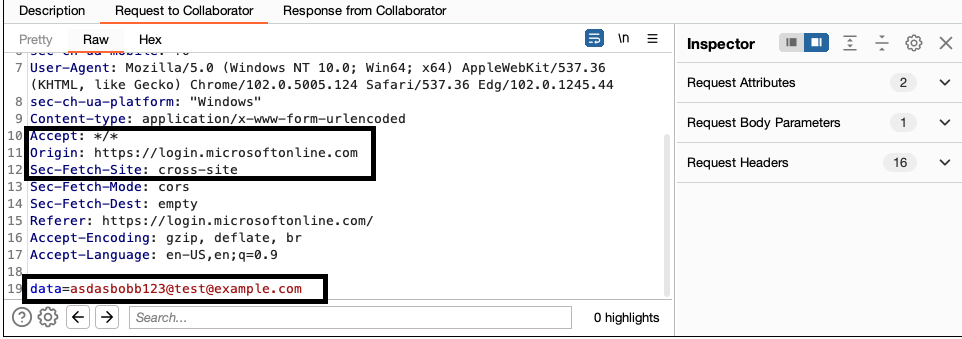 Description Request to Collaborator Response from Collaborator
Pretty Raw Hex \n
7 User-Agent: Mozilla/5.0 (Windows NT 10.0; Win64; x64) AppleWebKit/537.36
(KHTML, like Gecko) Chrome/102.0.5005.124 Safari/537.36 Edg/102.0.1245.44
8 sec-ch-ua-platform: "Windows"
9 Content-type: application/x-www-form-urlencoded
10 Accept: */*
11 Origin: https://login.microsoftonline.com
12 Sec-Fetch-Site: cross-site
13 Sec-Fetch-Mode: cors
14 Sec-Fetch-Dest: empty
15 Referer: https://login.microsoftonline.com/
16 Accept-Encoding: gzip, deflate, br
17 Accept-Language: en-US,en;q=0.9
18
19 data=asdasbobb123@test@example.com
Search... 0 highlights
Inspector
Request Attributes 2
Request Body Parameters 1
Request Headers 16